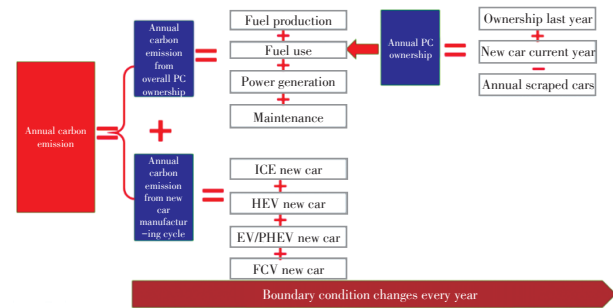 Annual carbon
emission
Annual
carbon
emission
from
overall PC
ownership
Annual
carbon
emission
from new
car
manufactur
-ing cycle
Fuel production
+
Fuel use
+
Power generation
+
Maintenance
Annual PC
ownership
Ownership last year
+
New car current year
−
Annual scraped cars
=
=
=
+
=
ICE new car
+
HEV new car
+
EV/PHEV new car
+
FCV new car
Boundary condition changes every year